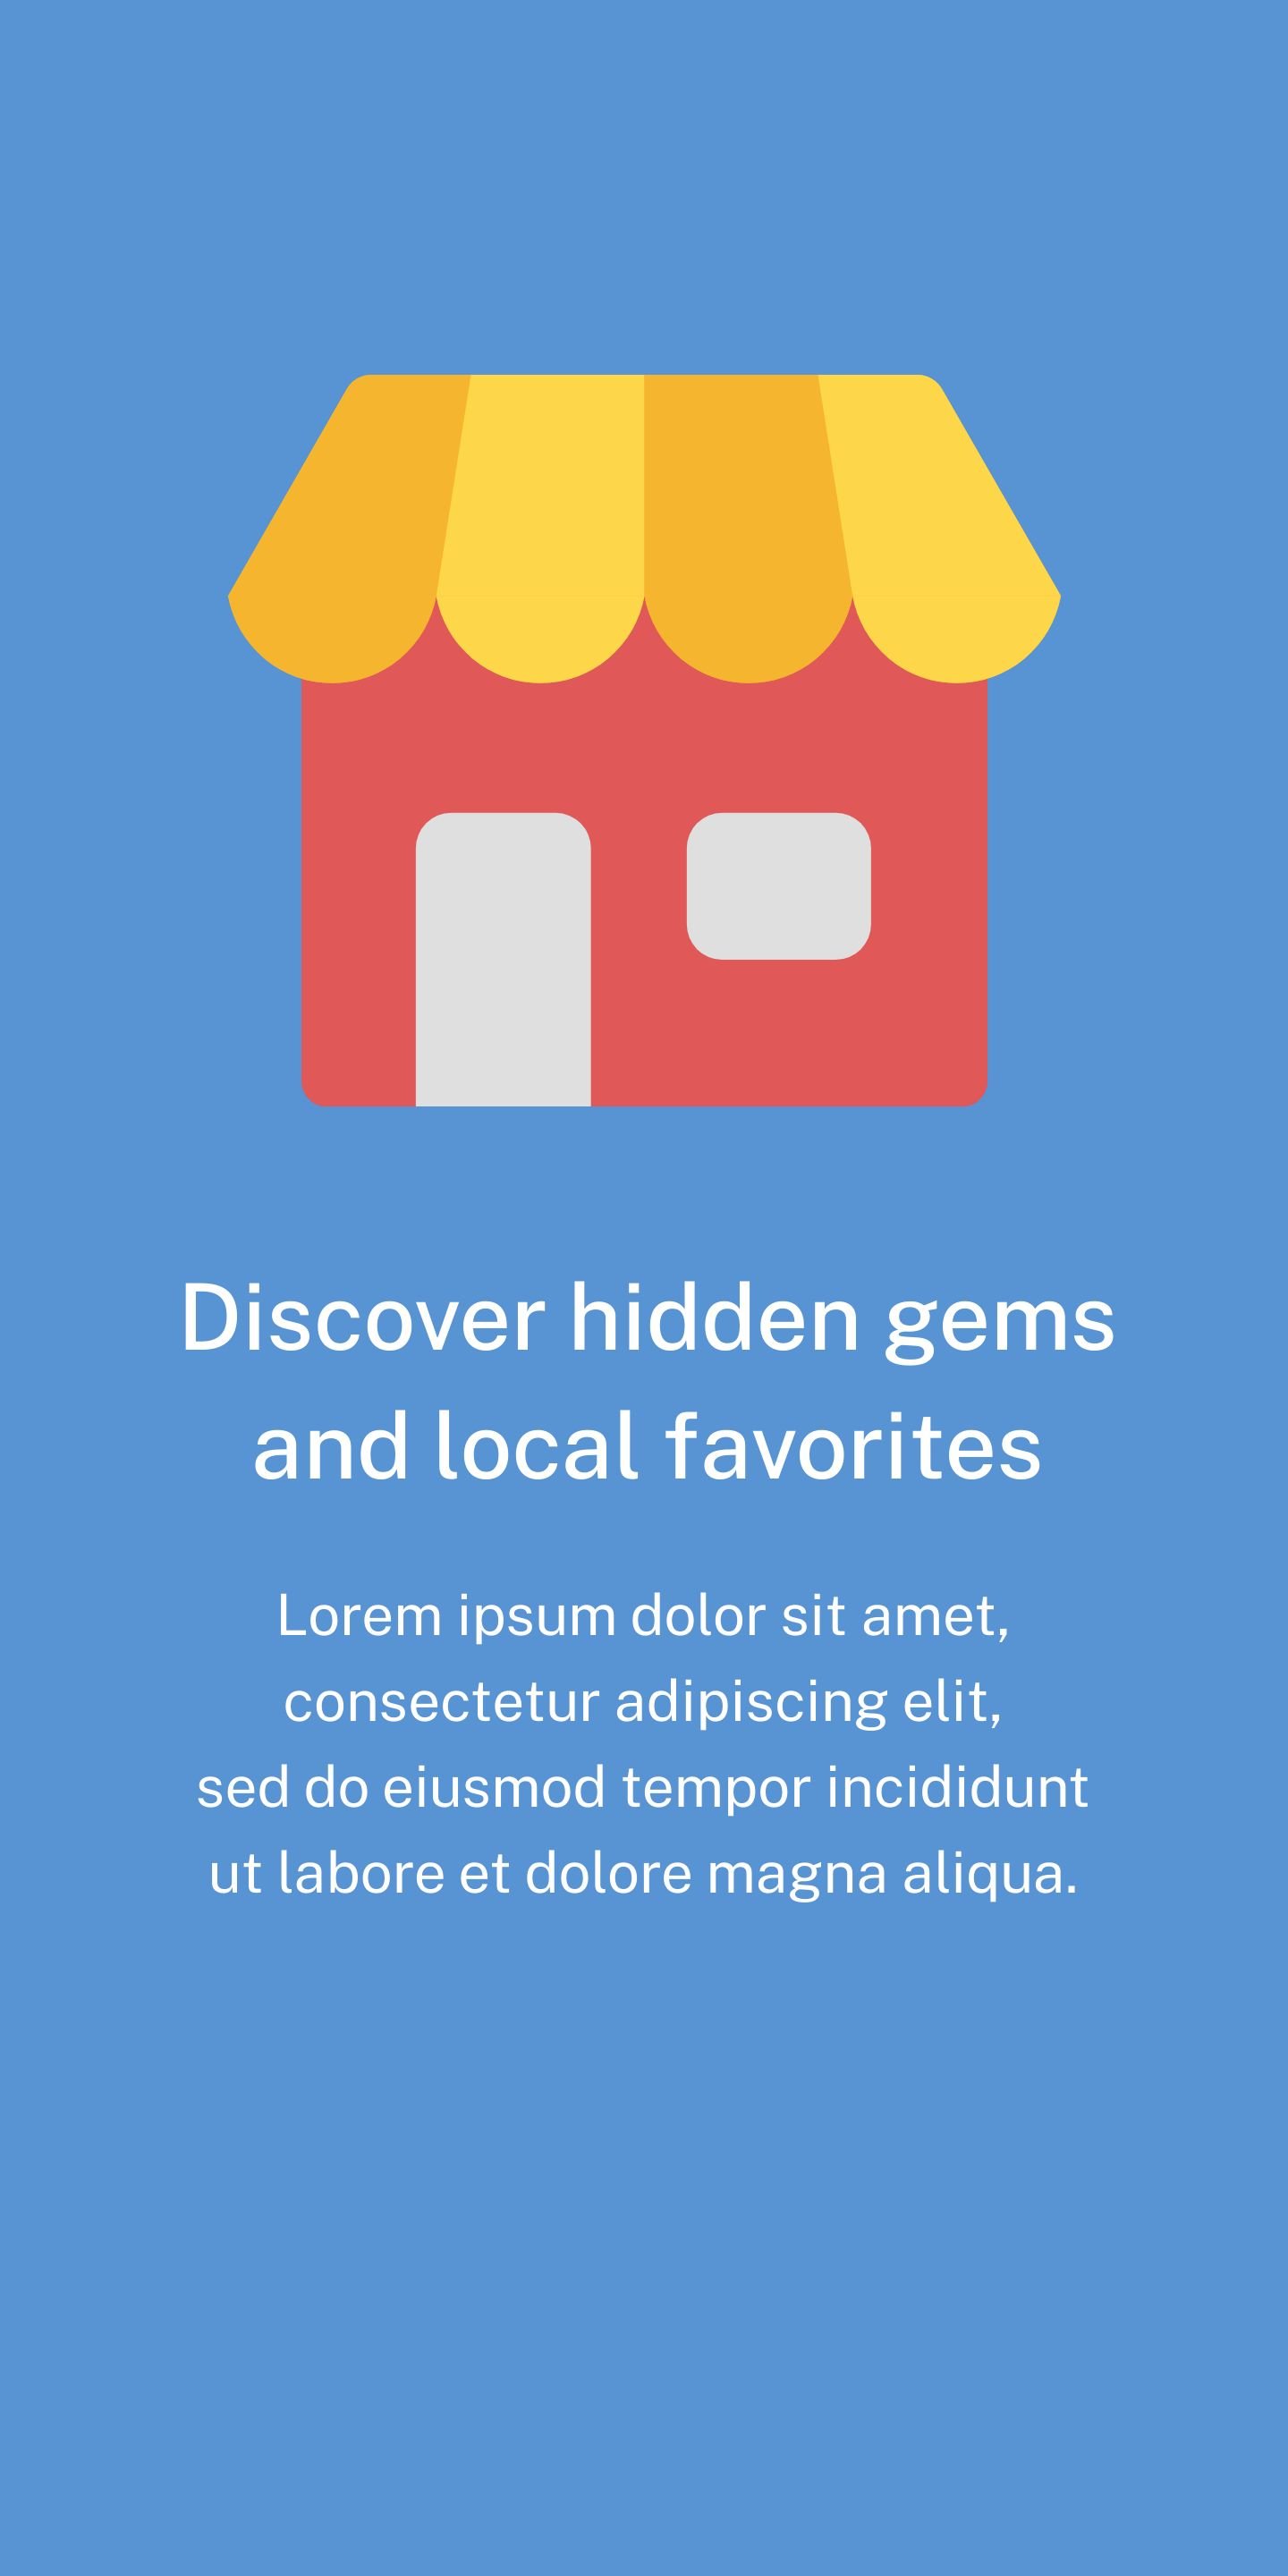 Discover hidden gems
and local favorites
Lorem ipsum dolor sit amet,
consectetur adipiscing elit,
sed do eiusmod tempor incididunt
ut labore et dolore magna aliqua.